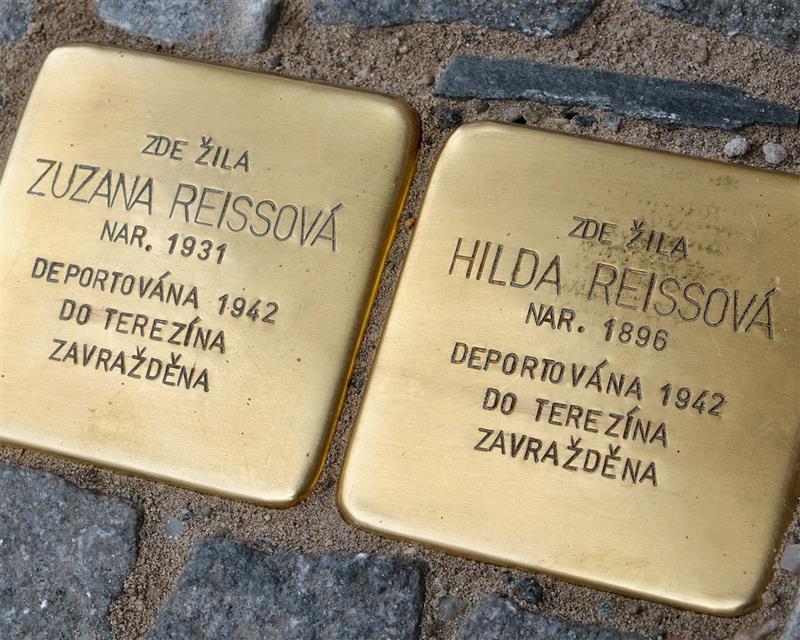 ZDE ŽILA
ZUZANA REISSOVÁ
NAR. 1931
DEPORTOVÁNA 1942
DO TEREZÍNA
ZAVRAŽDĚNA
ZDE ŽILA
HILDA REISSOVÁ
NAR. 1896
DEPORTOVÁNA 1942
DO TEREZÍNA
ZAVRAŽDĚNA